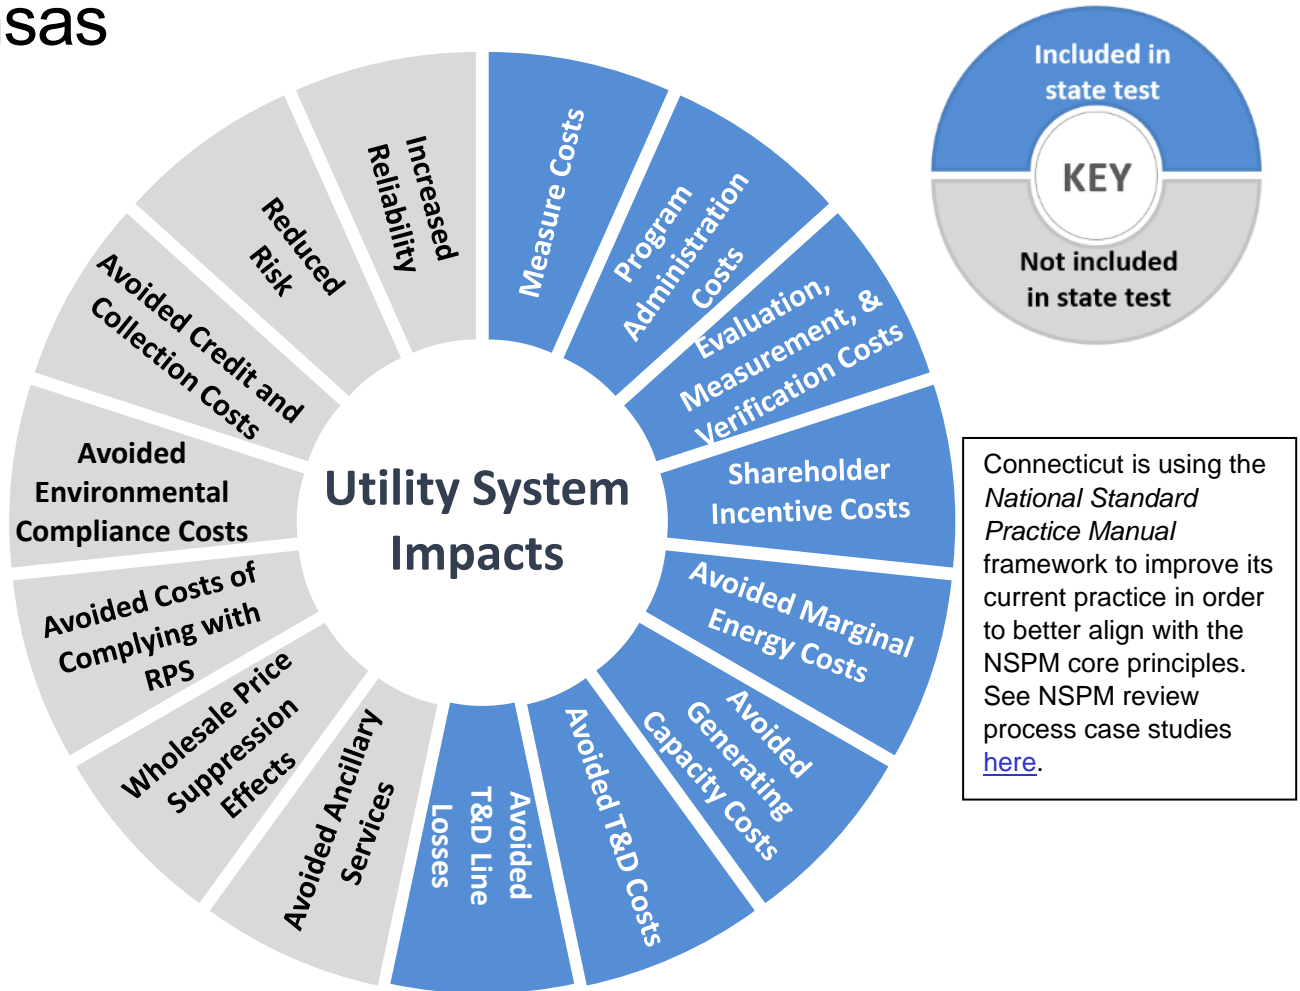 sas
Included in
state test
KEY
Not included
in state test
Measure Costs
Program
Administration
Costs
Evaluation,
Measurement, &
Verification Costs
Shareholder
Incentive Costs
Avoided Marginal
Energy Costs
Avoided
Generating
Capacity Costs
Avoided T&D Costs
Avoided
T&D Line
Losses
Avoided Ancillary
Services
Wholesale Price
Suppression
Effects
Avoided Costs of
Complying with
RPS
Avoided
Environmental
Compliance Costs
Avoided Credit and
Collection Costs
Reduced
Risk
Increased
Reliability
Utility System
Impacts
Connecticut is using the
National Standard
Practice Manual
framework to improve its
current practice in order
to better align with the
NSPM core principles.
See NSPM review
process case studies
here.